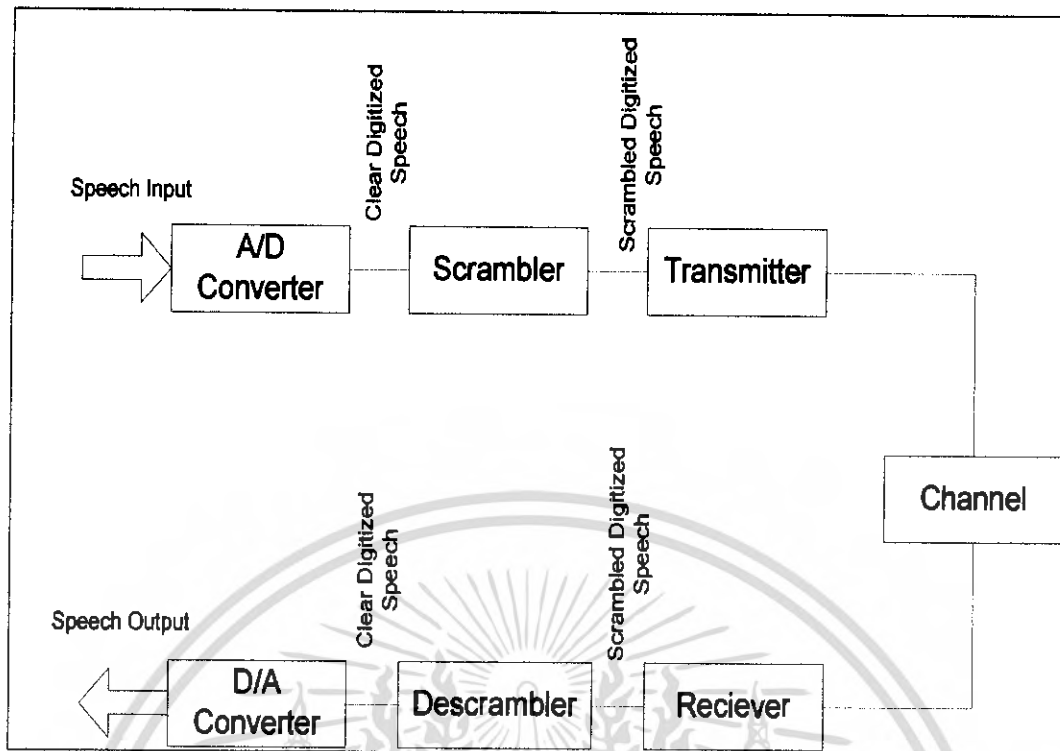 Speech Input
A/D
Converter
Clear Digitized
Speech
Scrambler
Scrambled Digitized
Speech
Transmitter
Channel
Reciever
Scrambled Digitized
Speech
Descrambler
Clear Digitized
Speech
D/A
Converter
Speech Output